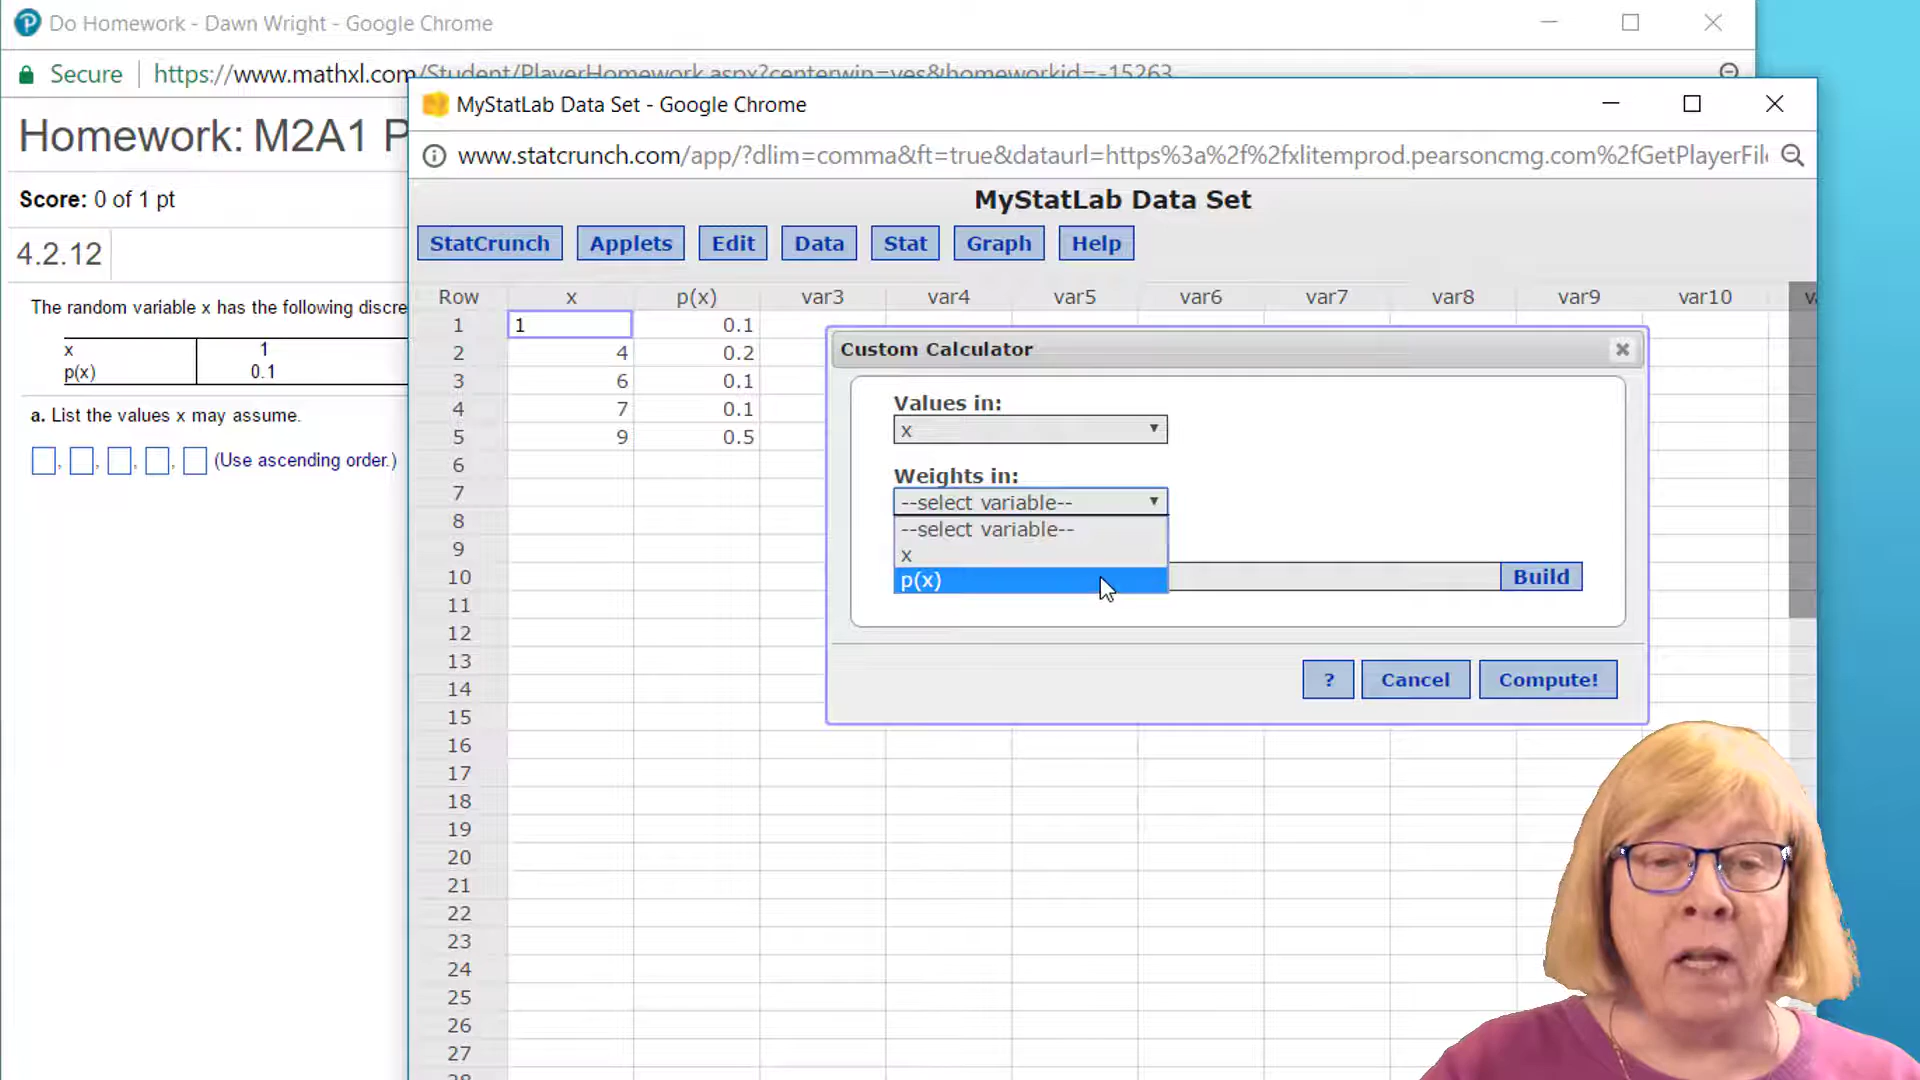 Do Homework - Dawn Wright - Google Chrome
Secure https://www.mathxl.com/Student/PlayerHomework.aspx?centerwin=yes&homeworkid=-15263
MyStatLab Data Set - Google Chrome
www.statcrunch.com/app/?dlim=comma&ft=true&dataurl=https%3a%2f%2fxlitemprod.pearsoncmg.com%2fGetPlayerFile
Homework: M2A1 P
Score: 0 of 1 pt
4.2.12
The random variable x has the following discre
x 1
p(x) 0.1
a. List the values x may assume.
, , , , (Use ascending order.)
MyStatLab Data Set
StatCrunch Applets Edit Data Stat Graph Help
Row x p(x) var3 var4 var5 var6 var7 var8 var9 var10 va
1 1 0.1
2 4 0.2
3 6 0.1
4 7 0.1
5 9 0.5
6
7
8
9
10
11
12
13
14
15
16
17
18
19
20
21
22
23
24
25
26
27
28
Custom Calculator
Values in:
x
Weights in:
--select variable--
--select variable--
x
p(x)
Build
? Cancel Compute!